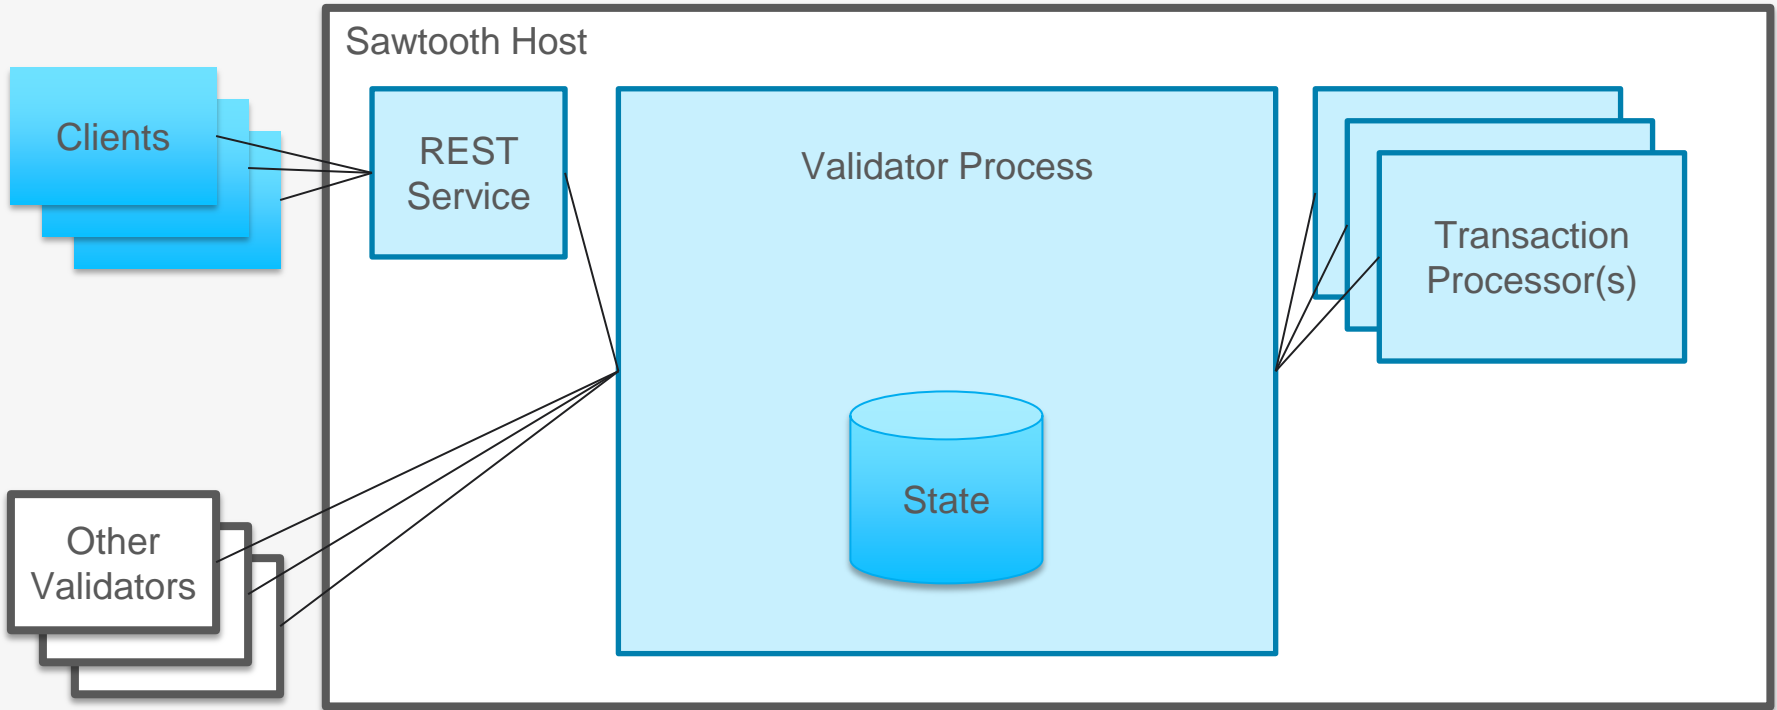 Sawtooth Host
Clients
REST
Service
Validator Process
Transaction
Processor(s)
State
Other
Validators